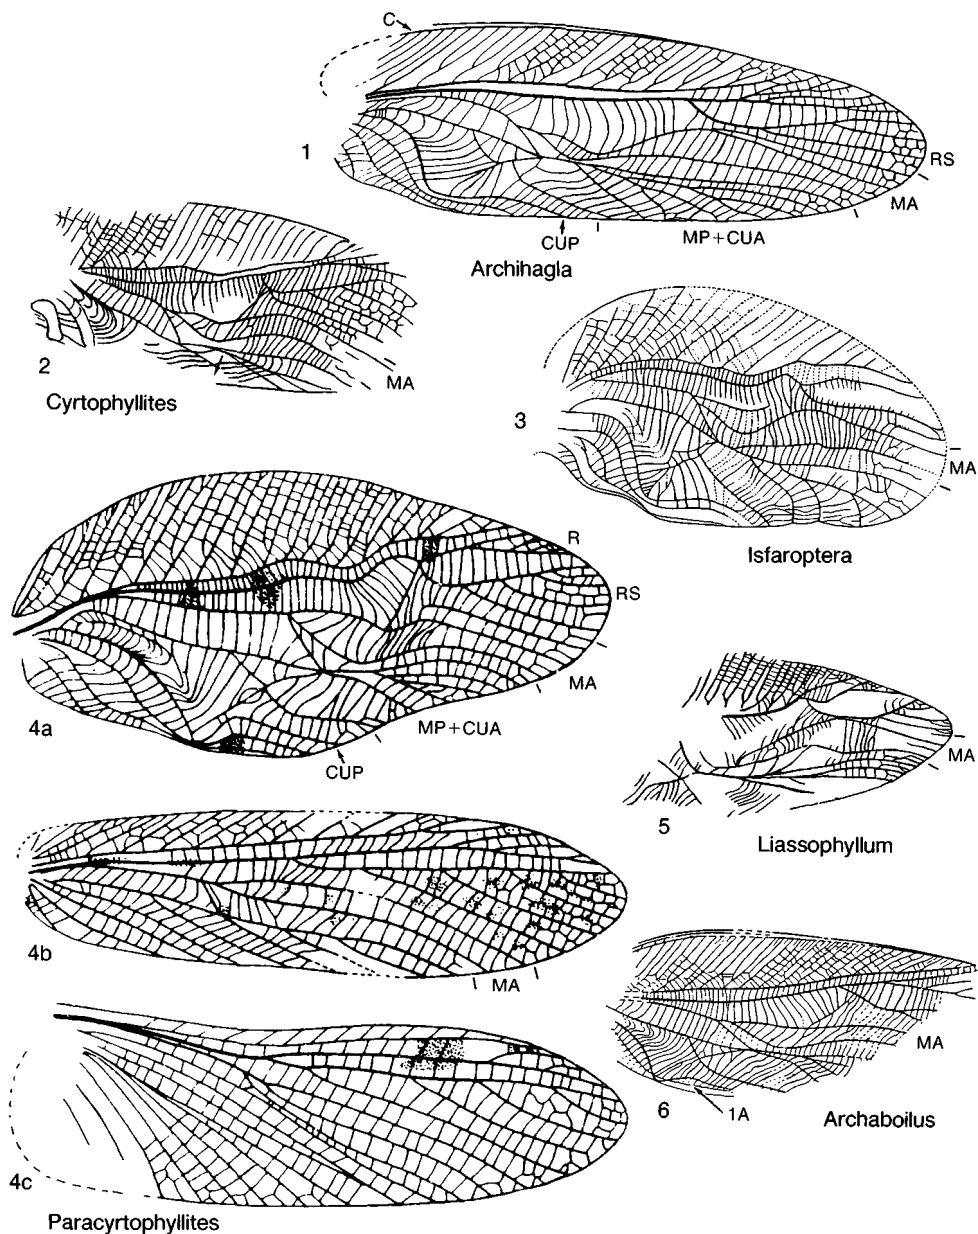 C
1
RS
MA
CUP
MP+CUA
Archihagla
2
MA
Cyrtophyllites
3
MA
Isfaroptera
R
RS
MA
4a
MP+CUA
CUP
MA
5
Liassophyllum
4b
MA
MA
6
1A
Archaboilus
4c
Paracyrtophyllites